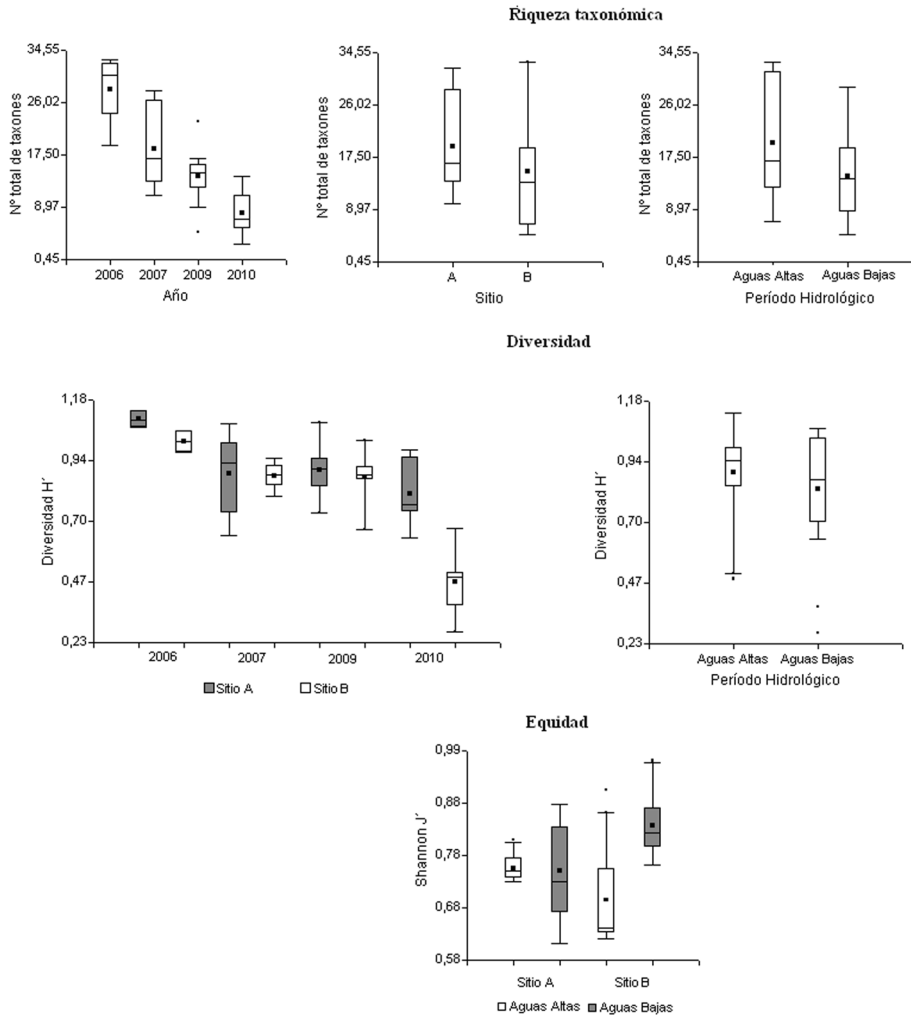 Riqueza taxonómica
34,55
26,02
17,50
8,97
0,45
N° total de taxones
2006 2007 2009 2010
Año
34,55
26,02
17,50
8,97
0,45
N° total de taxones
A B
Sitio
34,55
26,02
17,50
8,97
0,45
N° total de taxones
Aguas Altas Aguas Bajas
Período Hidrológico
Diversidad
1,18
0,94
0,70
0,47
0,23
Diversidad H´
2006 2007 2009 2010
Sitio A Sitio B
1,18
0,94
0,70
0,47
0,23
Diversidad H´
Aguas Altas Aguas Bajas
Período Hidrológico
Equidad
0,99
0,88
0,78
0,68
0,58
Shannon J´
Sitio A Sitio B
Aguas Altas Aguas Bajas